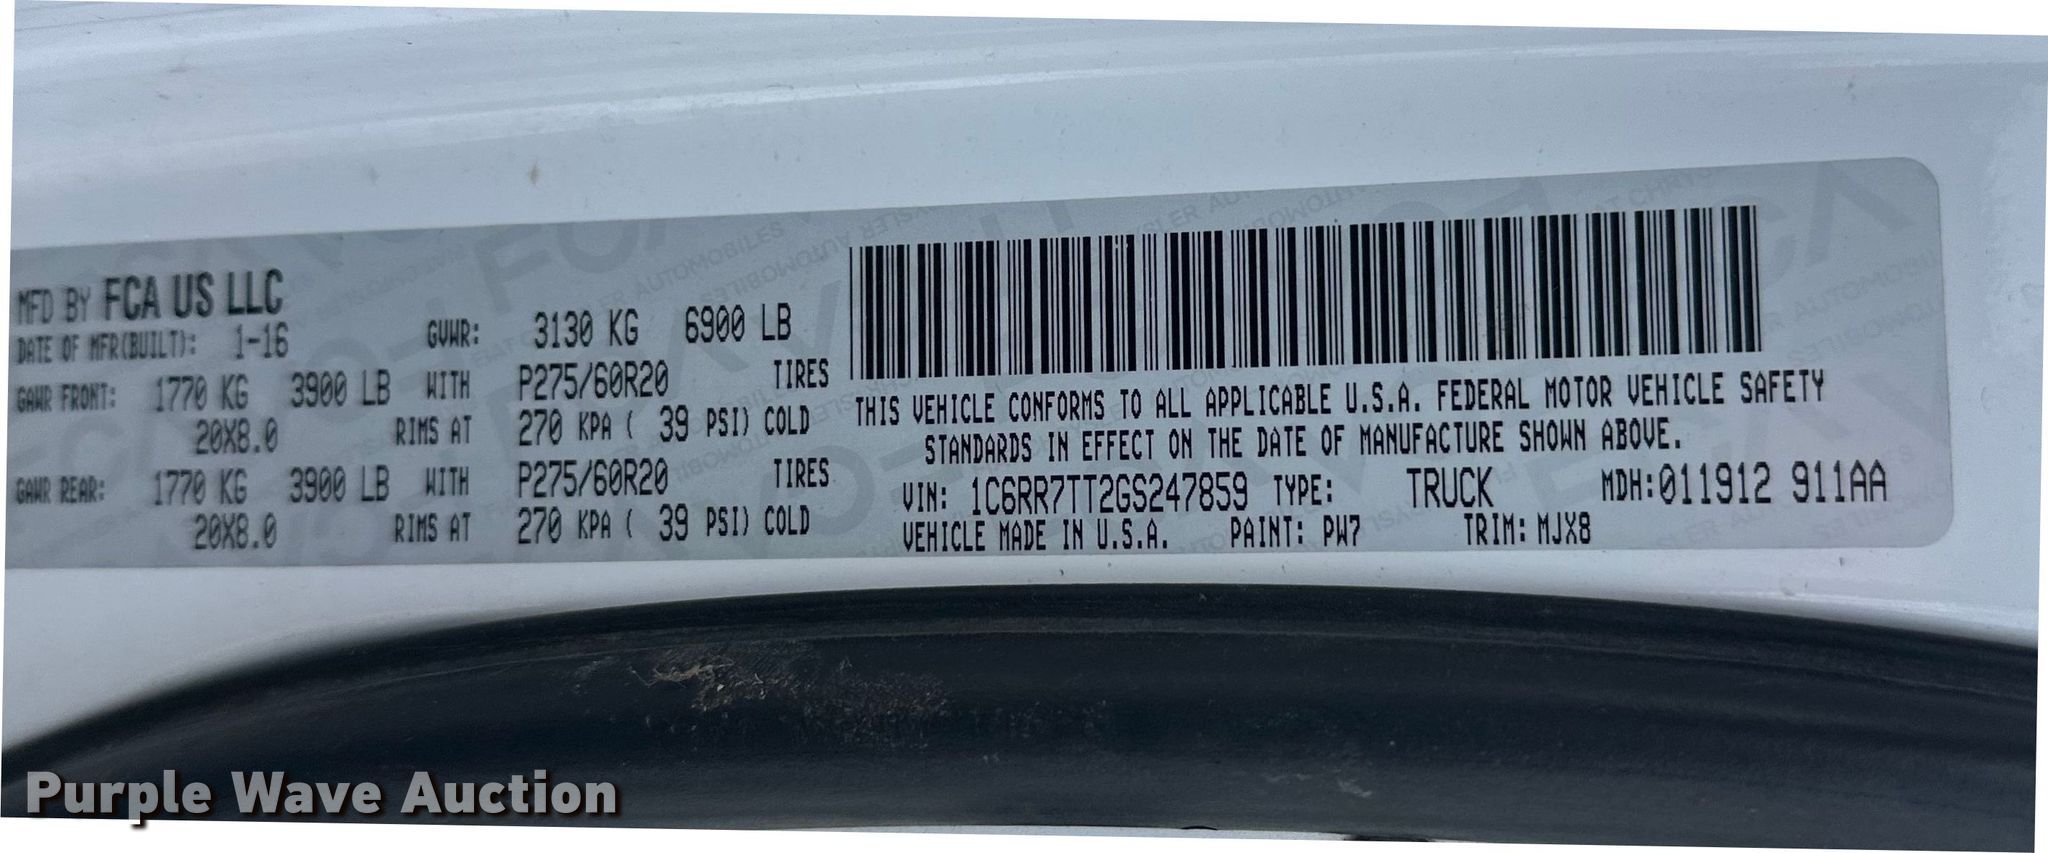 MFD BY FCA US LLC
DATE OF MFR(BUILT): 1-16 GVWR: 3130 KG 6900 LB
GAWR FRONT: 1770 KG 3900 LB WITH P275/60R20 TIRES
20X8.0 RIMS AT 270 KPA ( 39 PSI) COLD
GAWR REAR: 1770 KG 3900 LB WITH P275/60R20 TIRES
20X8.0 RIMS AT 270 KPA ( 39 PSI) COLD
THIS VEHICLE CONFORMS TO ALL APPLICABLE U.S.A. FEDERAL MOTOR VEHICLE SAFETY
STANDARDS IN EFFECT ON THE DATE OF MANUFACTURE SHOWN ABOVE.
VIN: 1C6RR7TT2GS247859 TYPE: TRUCK MDH:011912 911AA
VEHICLE MADE IN U.S.A. PAINT: PW7 TRIM: MJX8
Purple Wave Auction